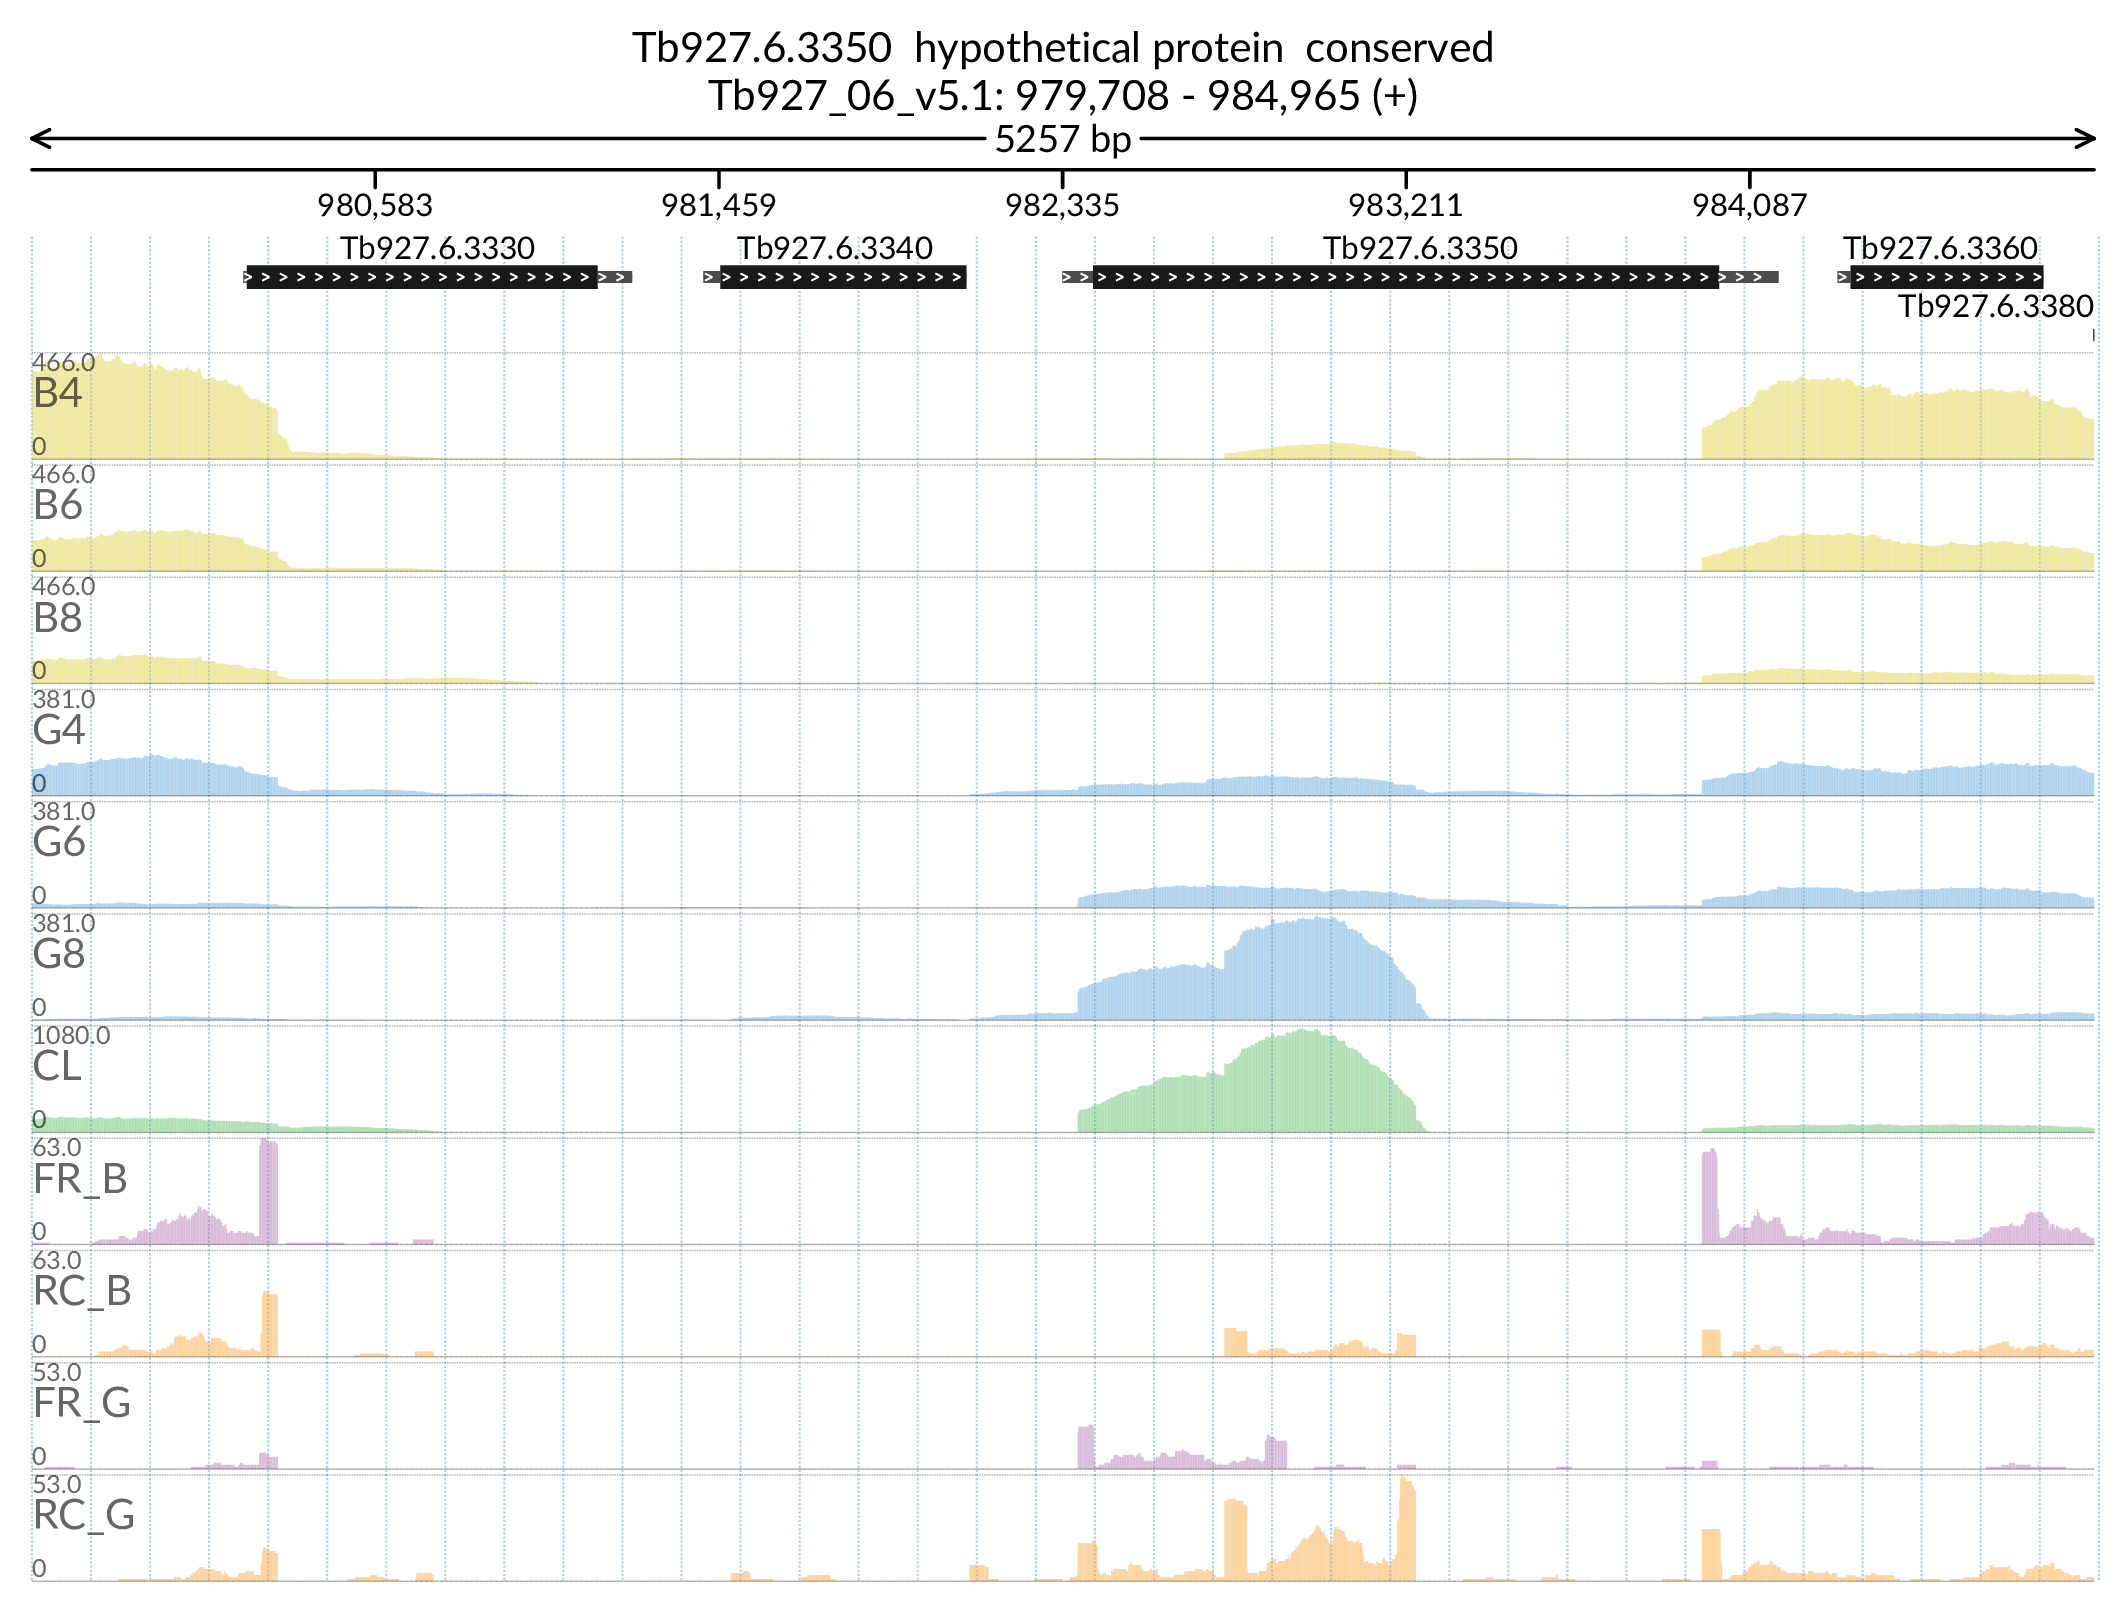 Tb927.6.3350  hypothetical protein  conserved
Tb927_06_v5.1: 979,708 - 984,965 (+)
5257 bp
980,583 981,459 982,335 983,211 984,087
Tb927.6.3330 Tb927.6.3340 Tb927.6.3350 Tb927.6.3360
Tb927.6.3380
466.0
B4
0
466.0
B6
0
466.0
B8
0
381.0
G4
0
381.0
G6
0
381.0
G8
0
1080.0
CL
0
63.0
FR_B
0
63.0
RC_B
0
53.0
FR_G
0
53.0
RC_G
0